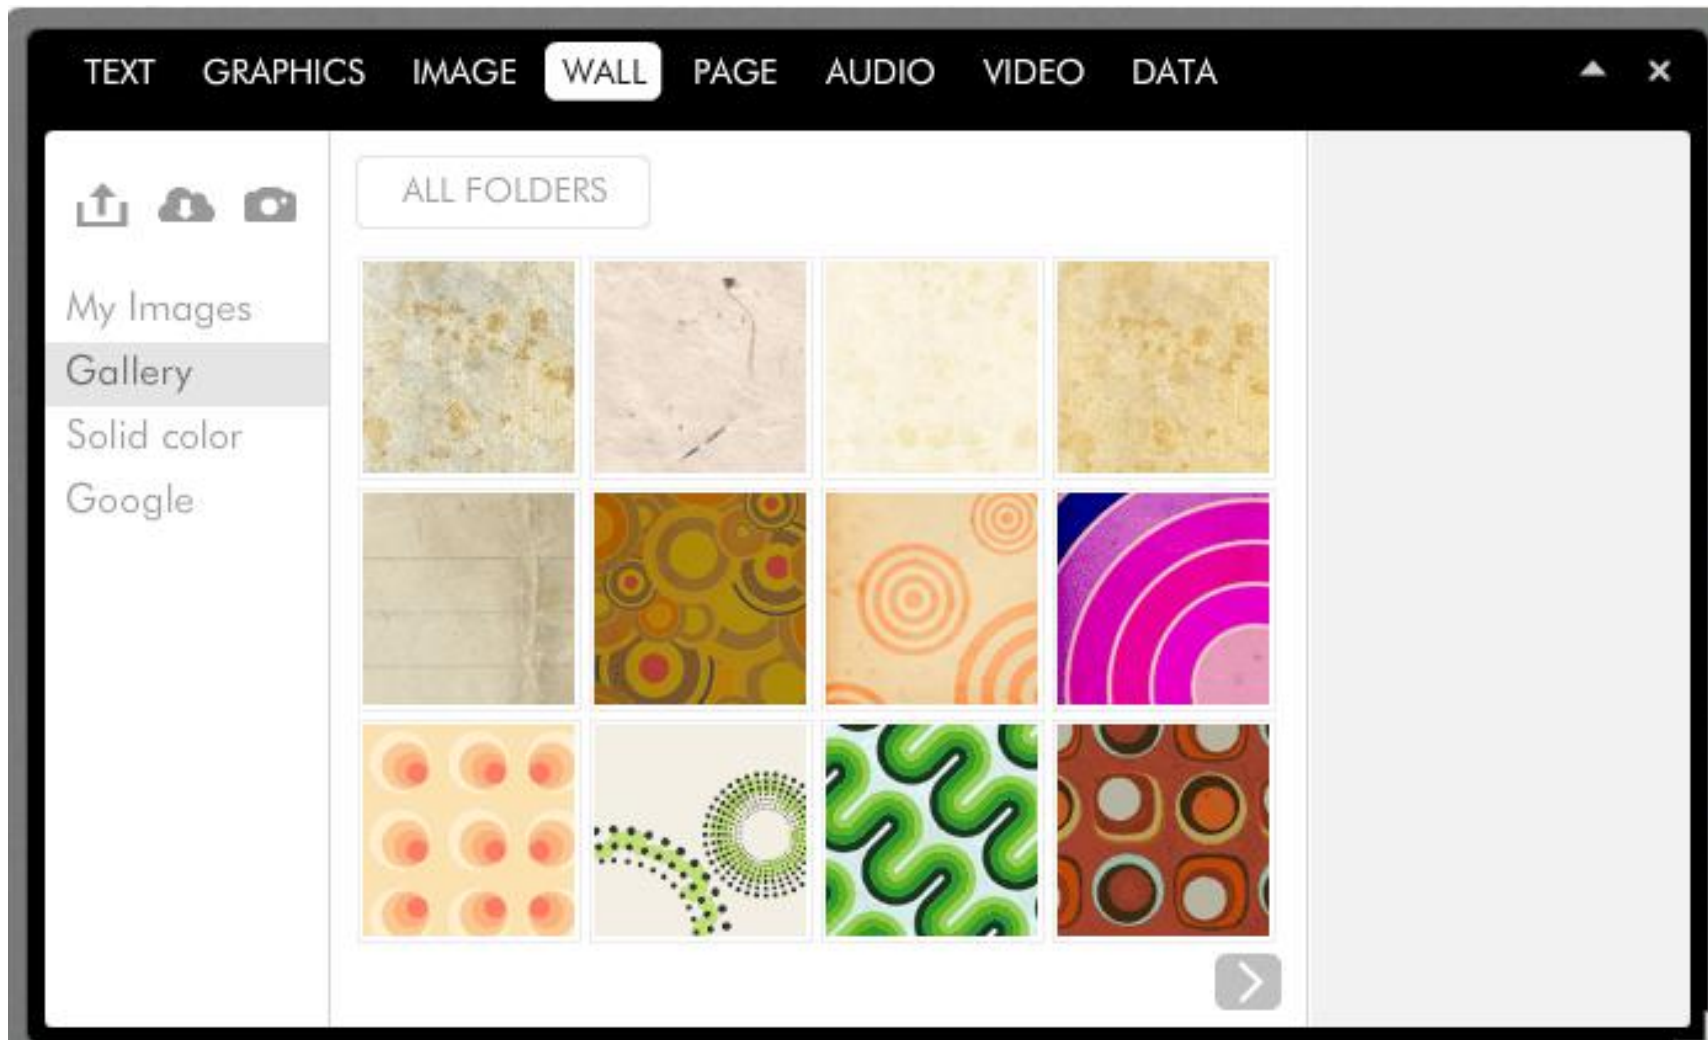 TEXT GRAPHICS IMAGE WALL PAGE AUDIO VIDEO DATA
ALL FOLDERS
My Images
Gallery
Solid color
Google